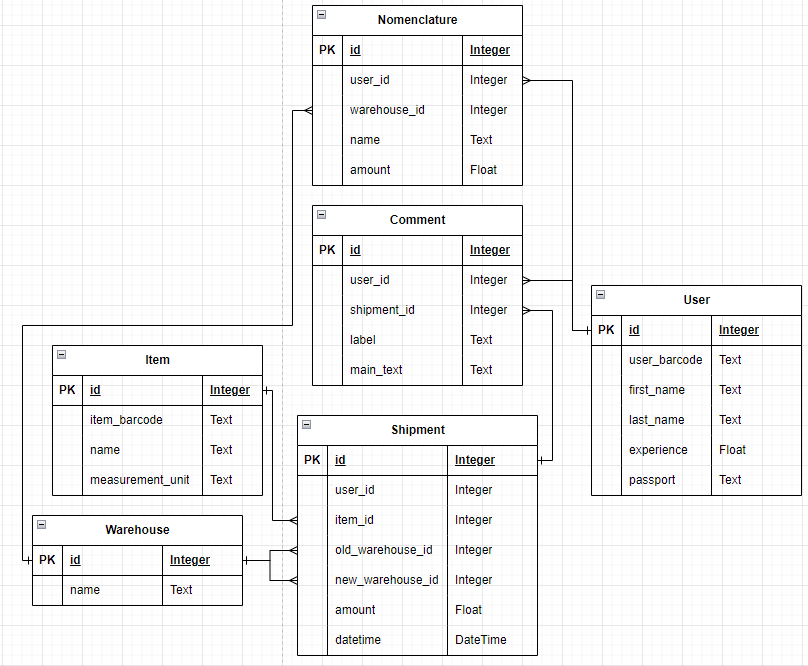 Nomenclature
PK id Integer
user_id Integer
warehouse_id Integer
name Text
amount Float
Comment
PK id Integer
user_id Integer
shipment_id Integer
label Text
main_text Text
User
PK id Integer
user_barcode Text
first_name Text
last_name Text
experience Float
passport Text
Item
PK id Integer
item_barcode Text
name Text
measurement_unit Text
Shipment
PK id Integer
user_id Integer
item_id Integer
old_warehouse_id Integer
new_warehouse_id Integer
amount Float
datetime DateTime
Warehouse
PK id Integer
name Text